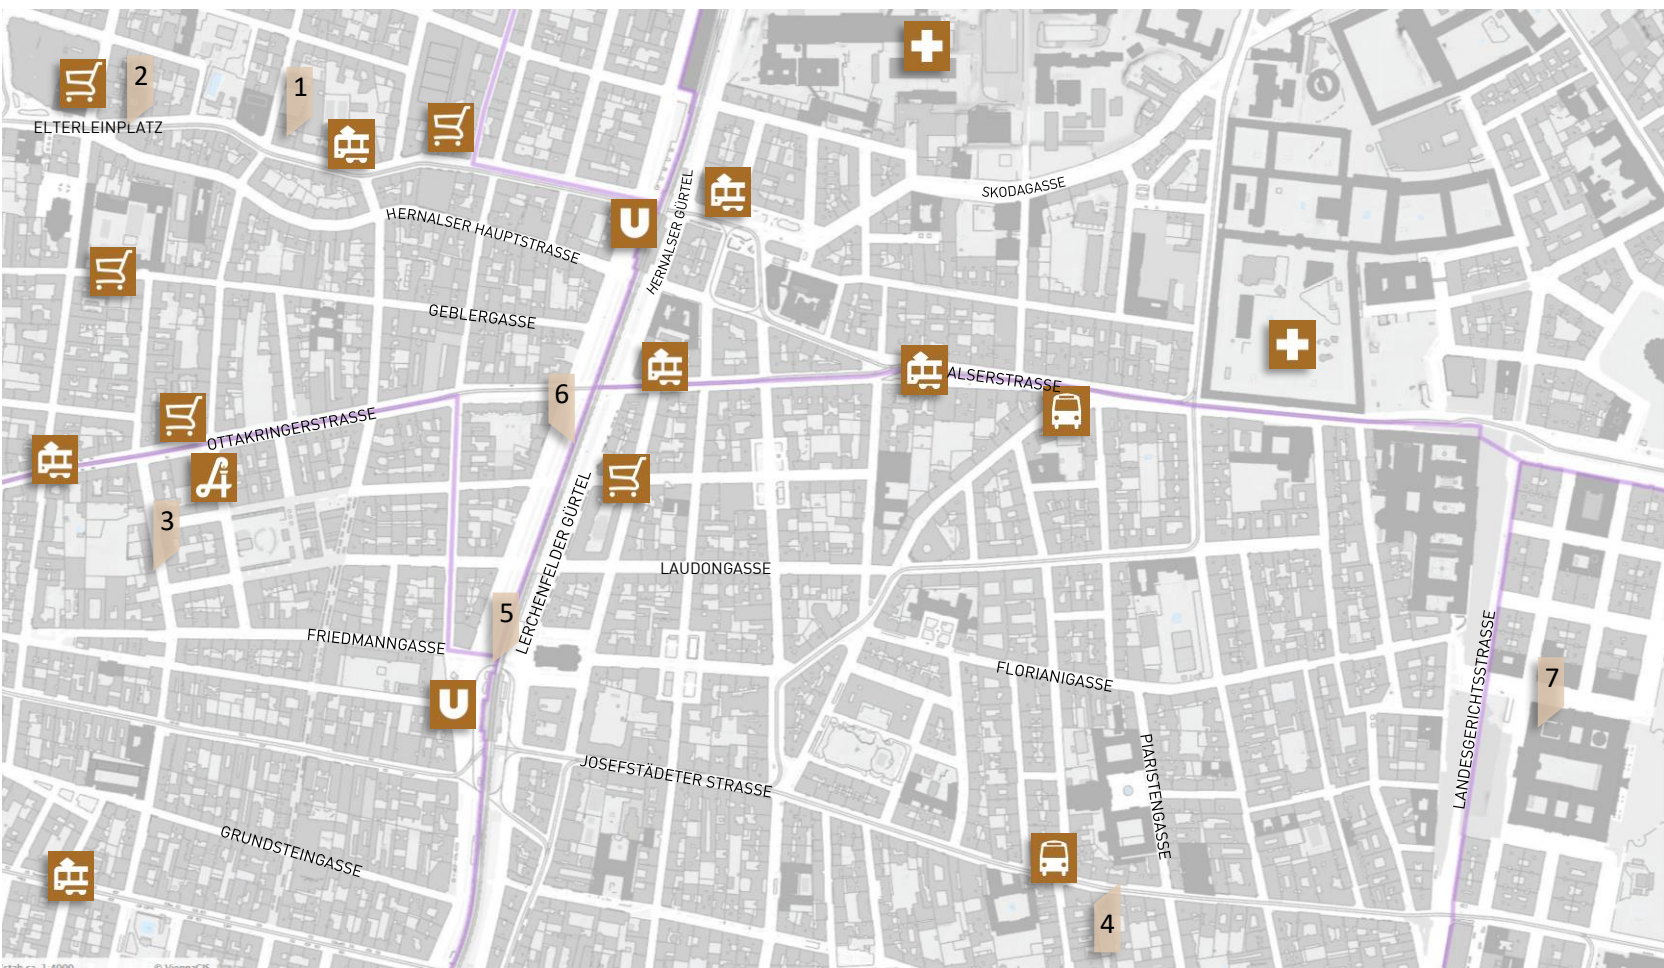 2
1
ELTERLEINPLATZ
SKODAGASSE
HERNALSER HAUPTSTRASSE
U
HERNALSER GÜRTEL
GEBLERGASSE
6
ALSERSTRASSE
OTTAKRINGERSTRASSE
A
3
LERCHENFELDER GÜRTEL
LAUDONGASSE
5
FRIEDMANNGASSE
FLORIANIGASSE
LANDESGERICHTSSTRASSE
7
U
JOSEFSTÄDETER STRASSE
PIARISTENGASSE
GRUNDSTEINGASSE
4